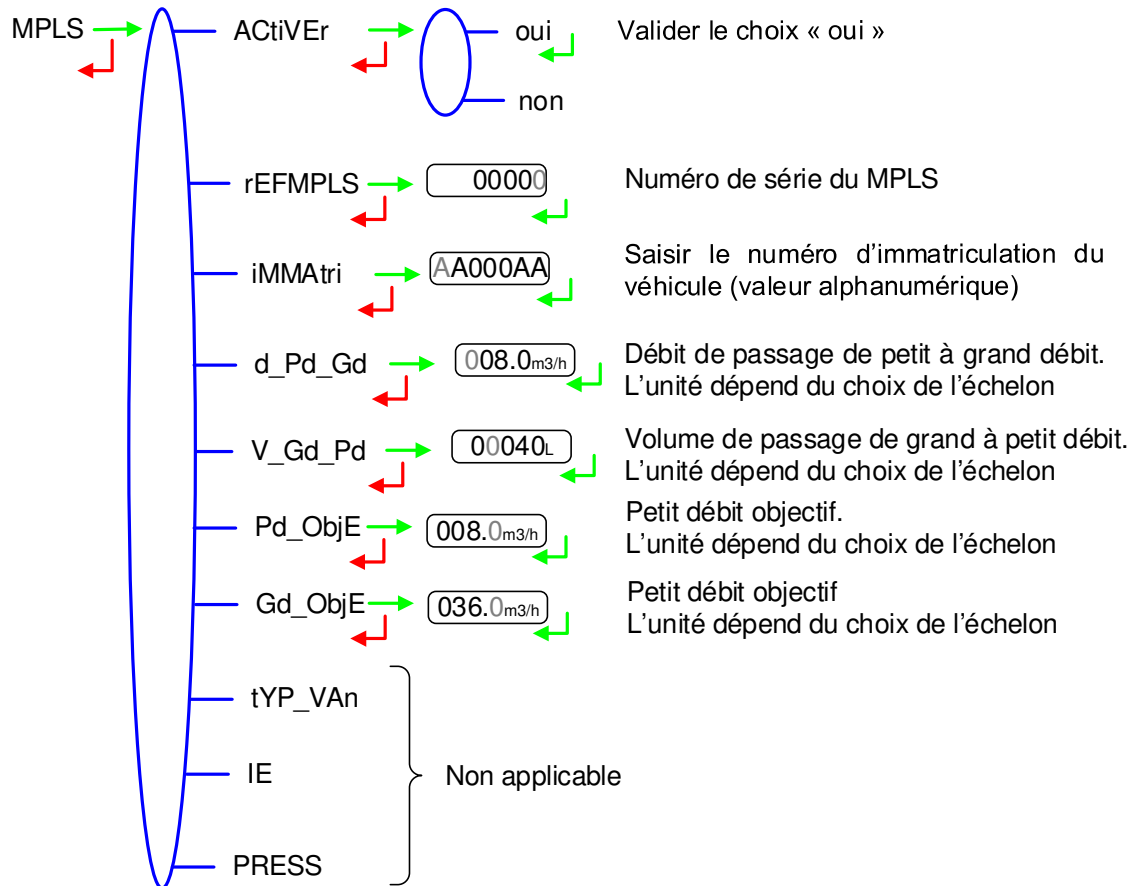 MPLS
ACtiVEr
oui
Valider le choix « oui »
non
rEFMPLS
00000
Numéro de série du MPLS
iMMAtri
AA000AA
Saisir le numéro d'immatriculation du
véhicule (valeur alphanumérique)
d_Pd_Gd
008.0m3/h
Débit de passage de petit à grand débit.
L'unité dépend du choix de l'échelon
V_Gd_Pd
00040L
Volume de passage de grand à petit débit.
L'unité dépend du choix de l'échelon
Pd_ObjE
008.0m3/h
Petit débit objectif.
L'unité dépend du choix de l'échelon
Gd_ObjE
036.0m3/h
Petit débit objectif
L'unité dépend du choix de l'échelon
tYP_VAn
IE
Non applicable
PRESS